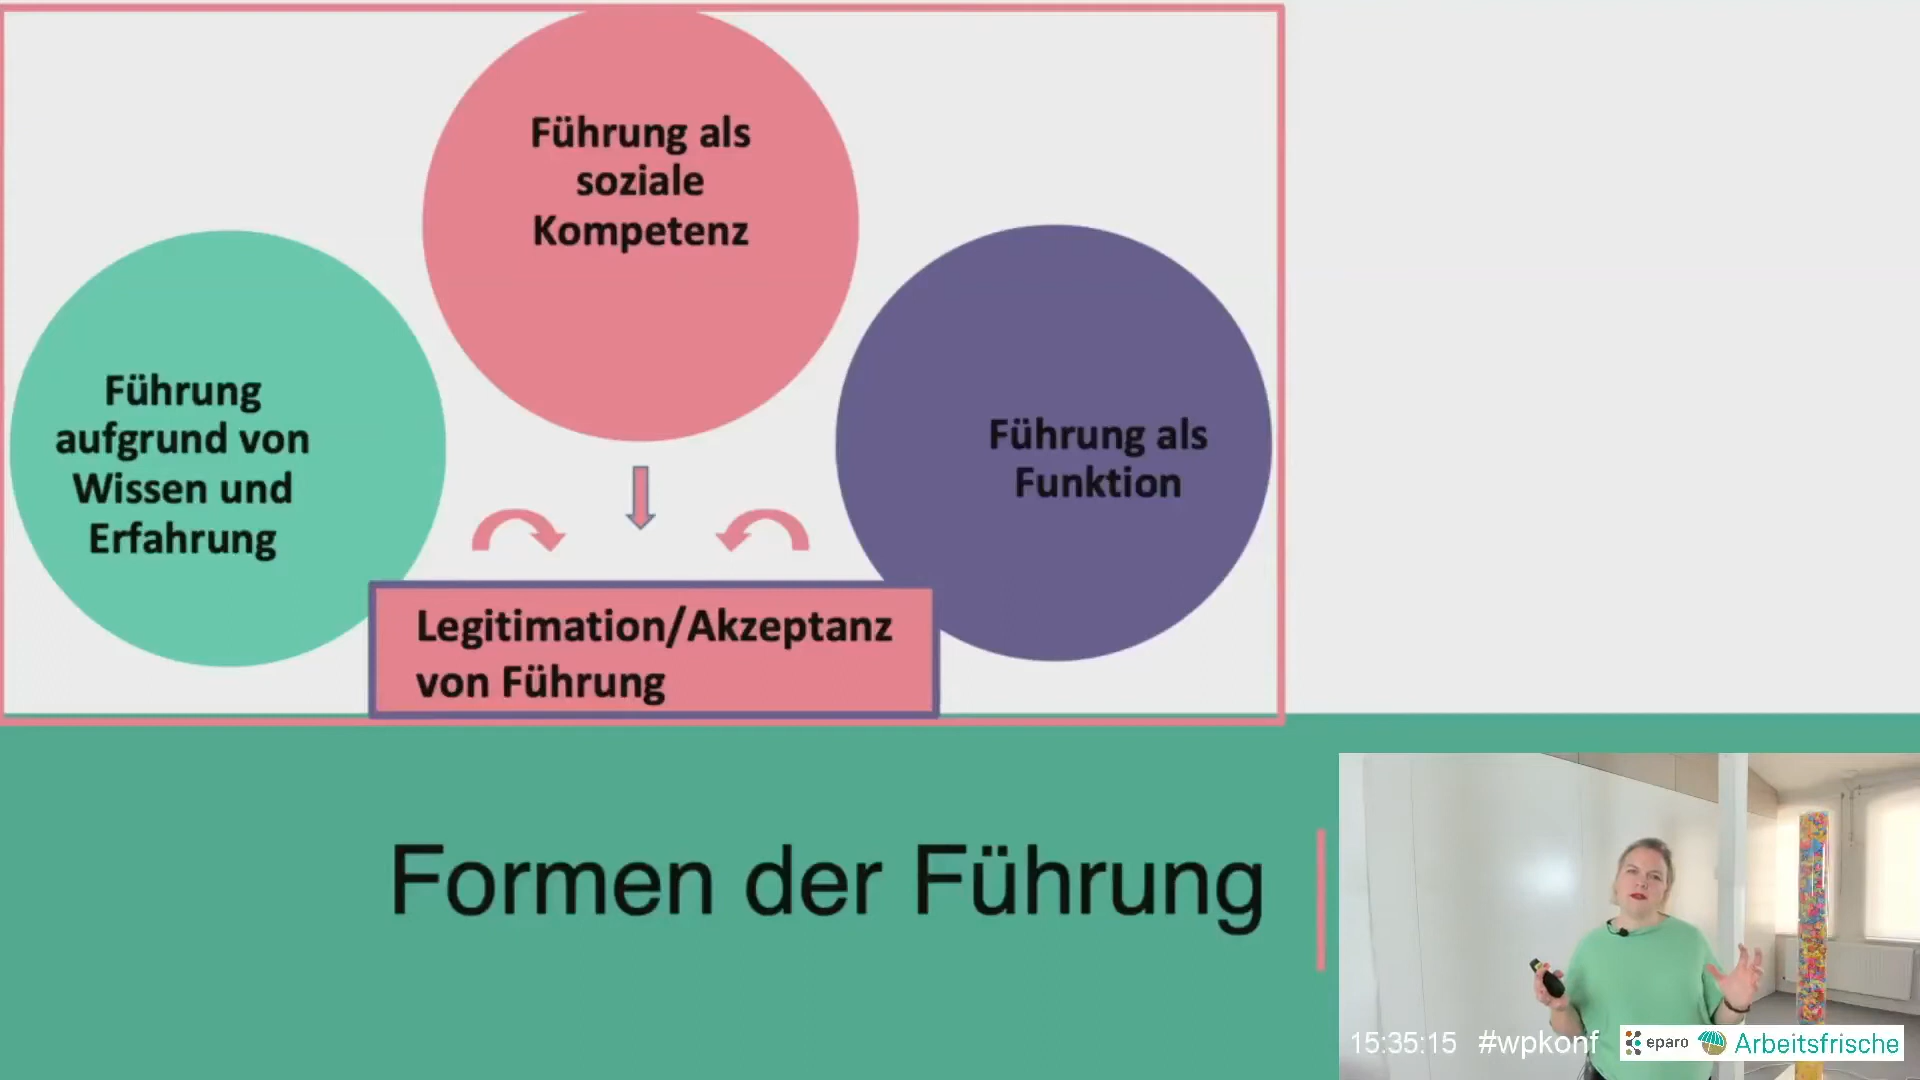 Führung als
soziale
Kompetenz
Führung
aufgrund von
Wissen und
Erfahrung
Führung als
Funktion
Legitimation/Akzeptanz
von Führung
Formen der Führung
15:35:15 #wpkonf
eparo
Arbeitsfrische